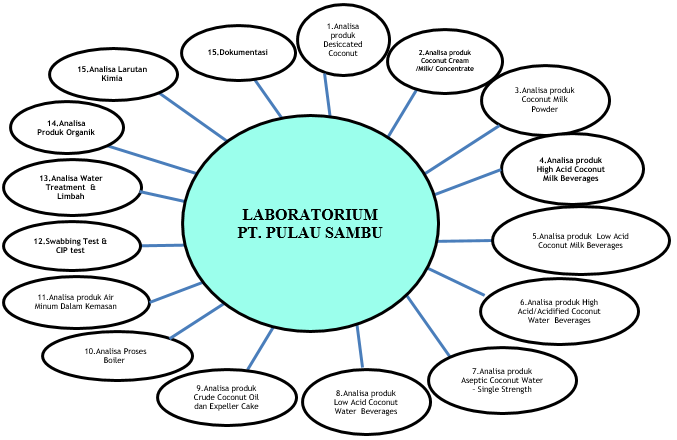 LABORATORIUM
PT. PULAU SAMBU
1.Analisa
produk
Desiccated
Coconut
2.Analisa produk
Coconut Cream
/Milk/ Concentrate
3.Analisa produk
Coconut Milk
Powder
4.Analisa produk
High Acid Coconut
Milk Beverages
5.Analisa produk Low Acid
Coconut Milk Beverages
6.Analisa produk High
Acid/Acidified Coconut
Water Beverages
7.Analisa produk
Aseptic Coconut Water
– Single Strength
8.Analisa produk
Low Acid Coconut
Water Beverages
9.Analisa produk
Crude Coconut Oil
dan Expeller Cake
10.Analisa Proses
Boiler
11.Analisa produk Air
Minum Dalam Kemasan
12.Swabbing Test &
CIP test
13.Analisa Water
Treatment &
Limbah
14.Analisa
Produk Organik
15.Analisa Larutan
Kimia
15.Dokumentasi